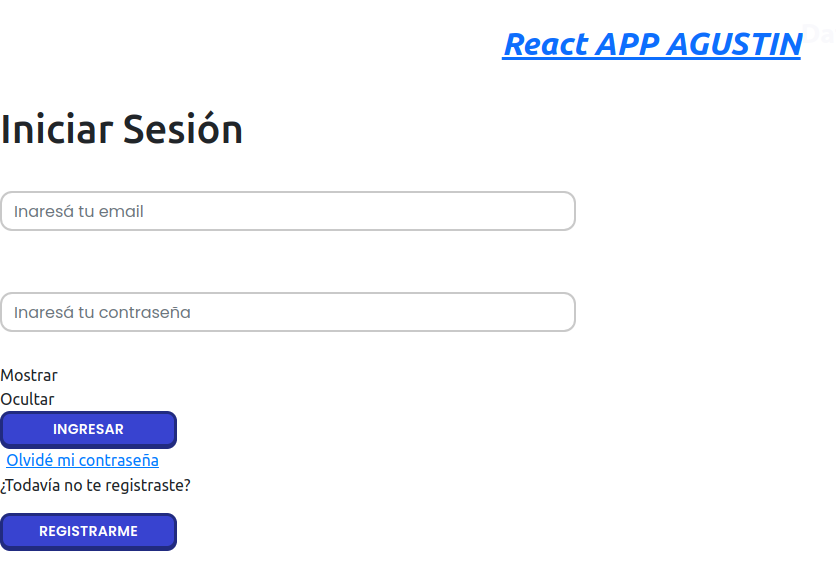 React APP AGUSTIN
Iniciar Sesión
Ingresá tu email
Ingresá tu contraseña
Mostrar
Ocultar
INGRESAR
Olvidé mi contraseña
¿Todavía no te registraste?
REGISTRARME